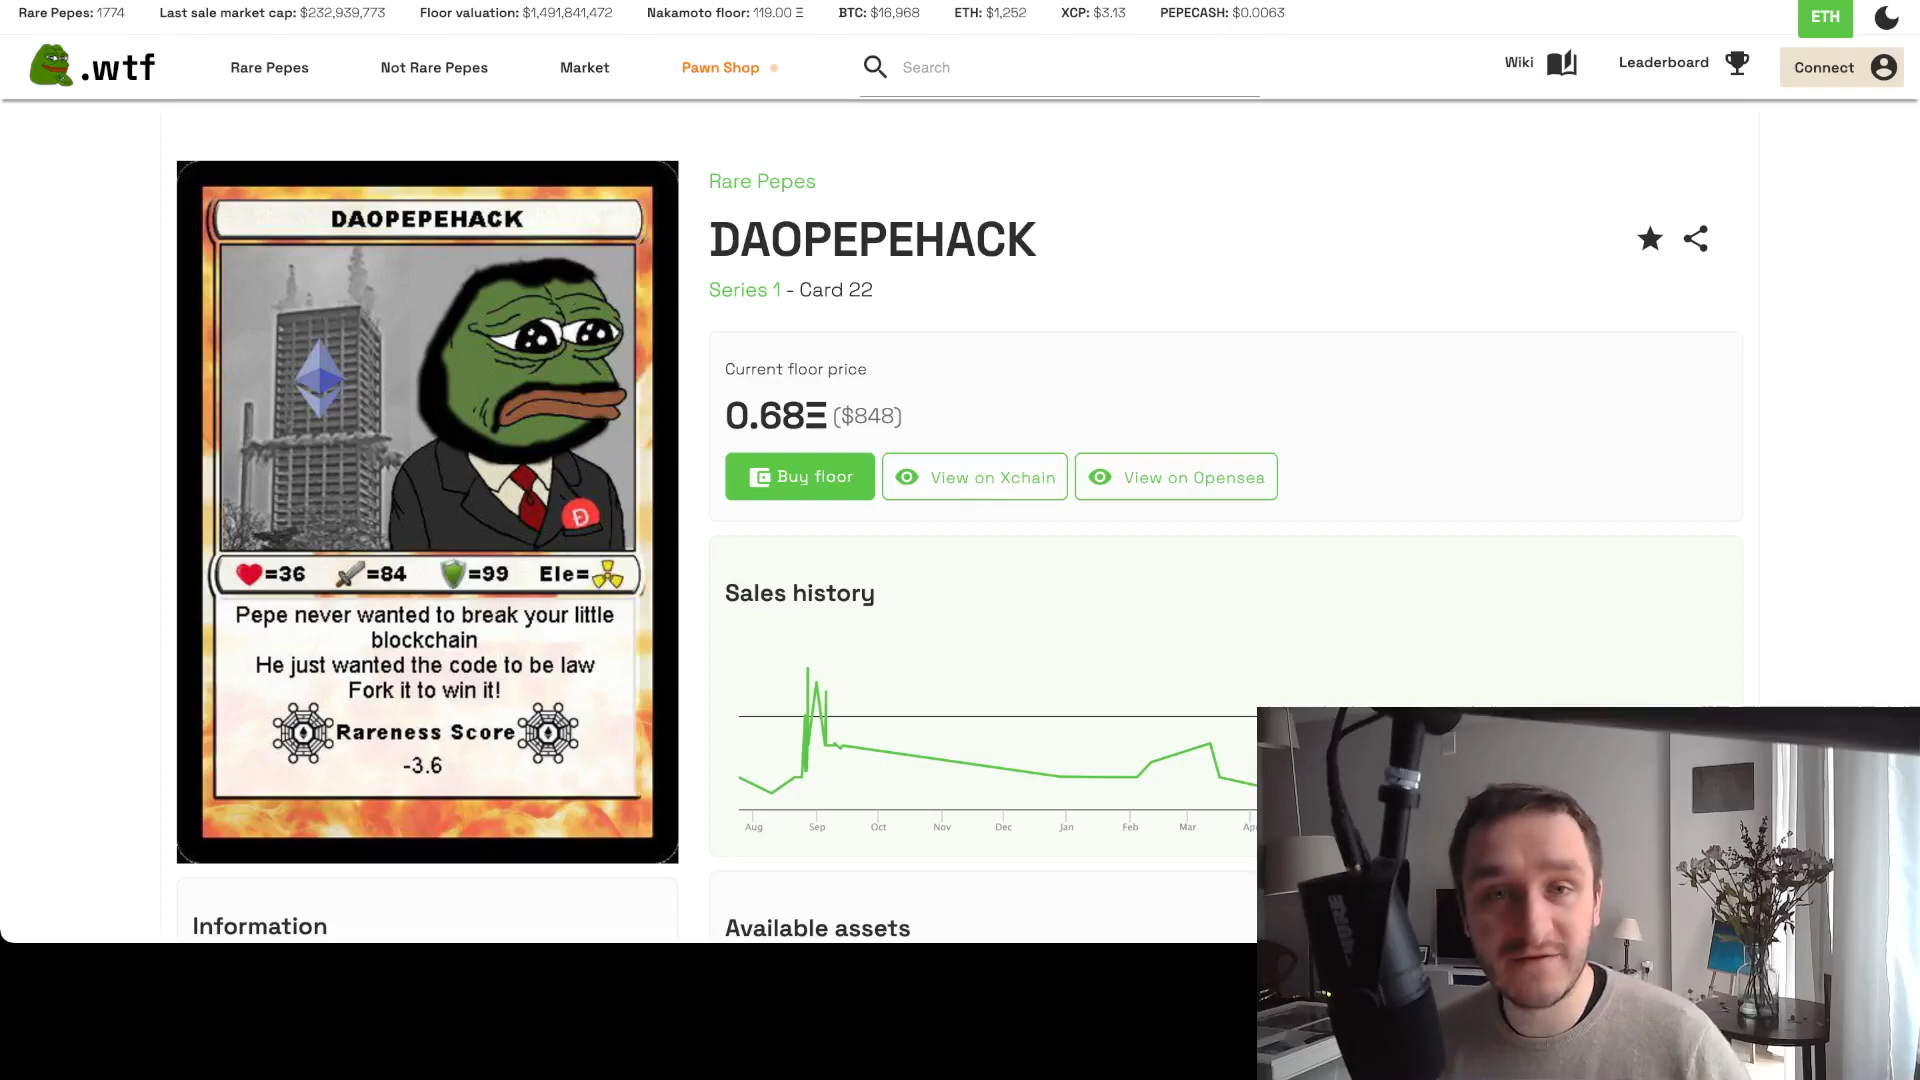 Rare Pepes: 1774 Last sale market cap: $232,939,773 Floor valuation: $1,491,841,472 Nakamoto floor: 119.00 Ξ BTC: $16,968 ETH: $1,252 XCP: $3.13 PEPECASH: $0.0063 ETH
.wtf Rare Pepes Not Rare Pepes Market Pawn Shop Search Wiki Leaderboard Connect
DAOPEPEHACK
=36 =84 =99 Ele=
Pepe never wanted to break your little
blockchain
He just wanted the code to be law
Fork it to win it!
Rareness Score
-3.6
Information
Rare Pepes
DAOPEPEHACK
Series 1 - Card 22
Current floor price
0.68Ξ ($848)
Buy floor View on Xchain View on Opensea
Sales history
Aug Sep Oct Nov Dec Jan Feb Mar Ap
Available assets
SHURE